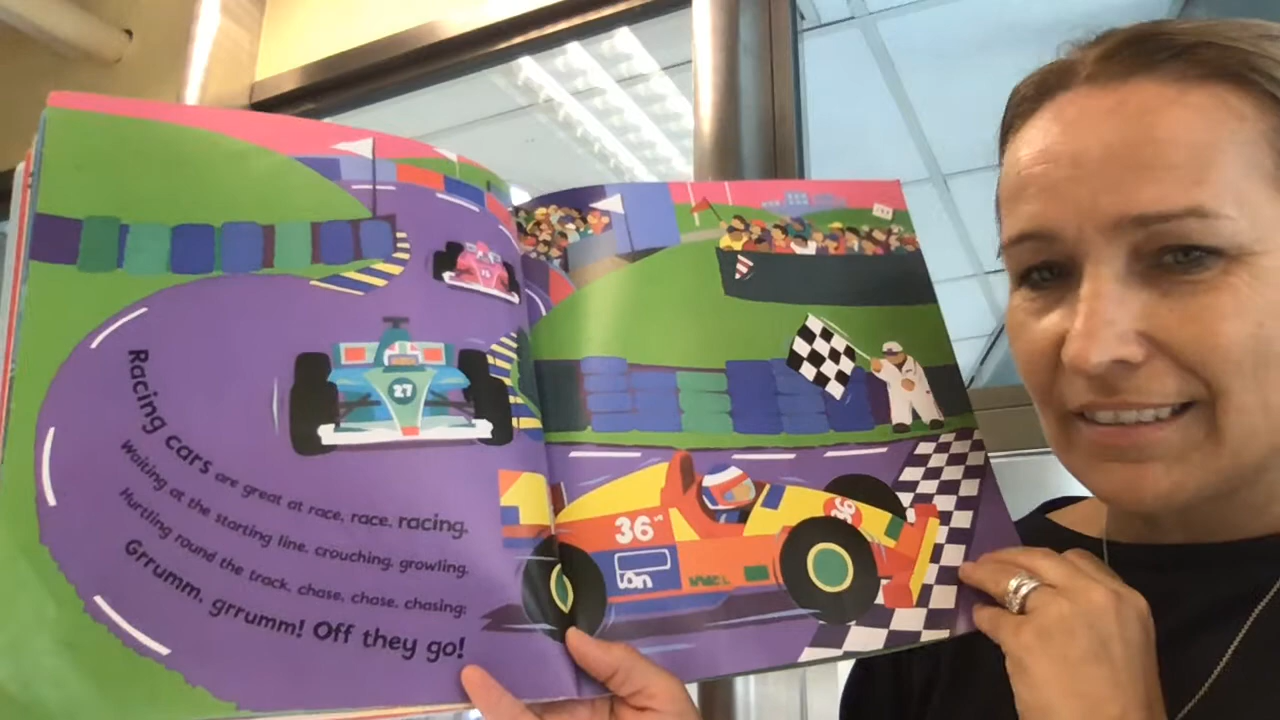 Racing cars are great at race, race, racing.
Waiting at the starting line, crouching, growling.
Hurtling round the track, chase, chase, chasing:
Grrumm, grrumm! Off they go!
27
36
36